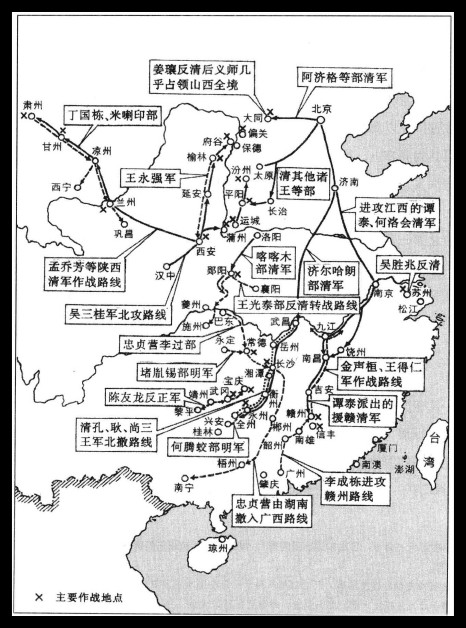 姜瓖反清后义师几
乎占领山西全境
阿济格等部清军
肃州
丁国栋、米喇印部
甘州
凉州
西宁
兰州
巩昌
大同
北京
偏关
府谷
保德
榆林
汾州
太原
清其他诸
王等部
王永强军
延安
平阳
长治
济南
进攻江西的谭
泰、何洛会清军
运城
蒲州
洛阳
西安
汉中
孟乔芳等陕西
清军作战路线
喀喀木
部清军
济尔哈朗
部清军
吴胜兆反清
郧阳
襄阳
南京
苏州
松江
吴三桂军北攻路线
王光泰部反清转战路线
夔州
施州
巴东
武昌
九江
忠贞营李过部
永定
常德
岳州
南昌
饶州
堵胤锡部明军
长沙
湘潭
金声桓、王得仁
军作战路线
陈友龙反正军
靖州
武冈
宝庆
黎平
衡州
吉安
谭泰派出的
援赣清军
清孔、耿、尚三
王军北撤路线
兴安
全州
永州
桂林
郴州
赣州
信丰
南雄
韶州
何腾蛟部明军
梧州
南宁
肇庆
广州
李成栋进攻
赣州路线
忠贞营由湖南
撤入广西路线
厦门
南澳
澎湖
台湾
琼州
× 主要作战地点